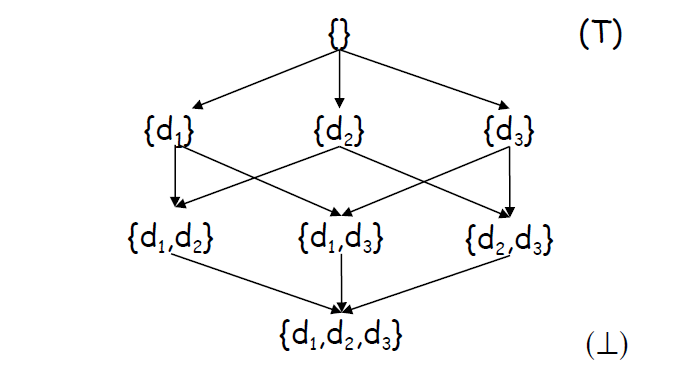 {} (T)
{d₁} {d₂} {d₃}
{d₁,d₂} {d₁,d₃} {d₂,d₃}
{d₁,d₂,d₃}
(⊥)